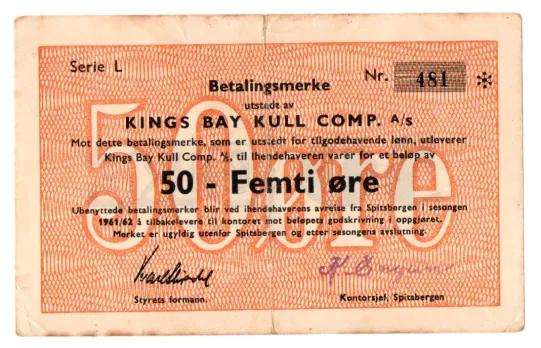 Serie L
Nr. 481 *
Betalingsmerke
utstedt av
KINGS BAY KULL COMP. A/S
Mot dette betalingsmerke, som er utstedt for tilgodehavende lønn, utleverer
Kings Bay Kull Comp. A/S, til ihendehaveren varer for et beløp av
50 - Femti øre
Ubenyttede betalingsmerker blir ved ihendehaverens avreise fra Spitsbergen i sesongen
1961/62 å tilbakelevere til kontoret mot beløpets godskrivning i oppgjøret.
Merket er ugyldig utenfor Spitsbergen og etter sesongens avslutning.
Styrets formann.
Kontorsjef, Spitsbergen
50 øre